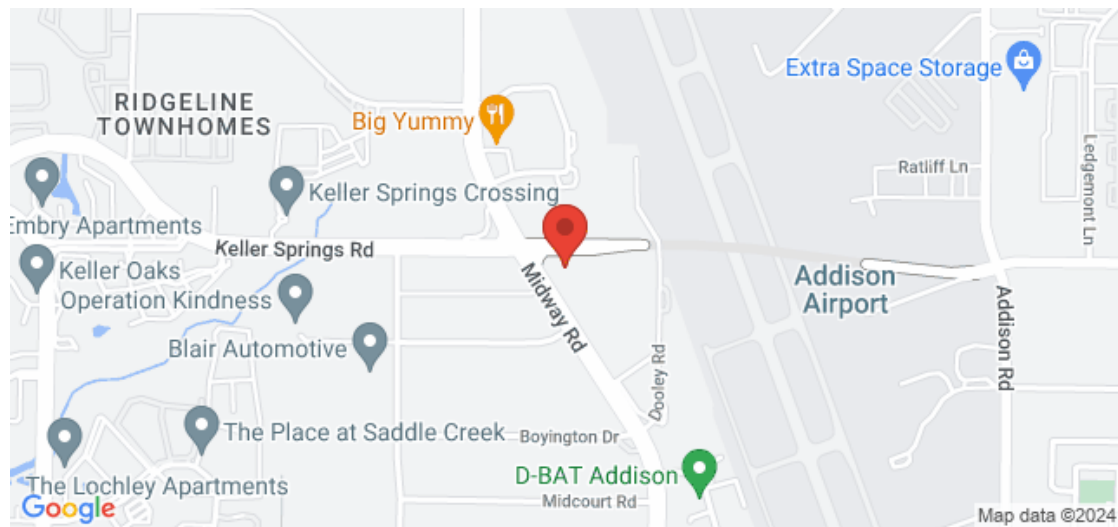 Extra Space Storage
RIDGELINE
TOWNHOMES
Big Yummy
Ratliff Ln
Ledgemont Ln
Keller Springs Crossing
Embry Apartments
Keller Springs Rd
Keller Oaks
Operation Kindness
Midway Rd
Addison
Airport
Addison Rd
Blair Automotive
Dooley Rd
The Place at Saddle Creek
Boyington Dr
D-BAT Addison
The Lochley Apartments
Midcourt Rd
Google
Map data ©2024